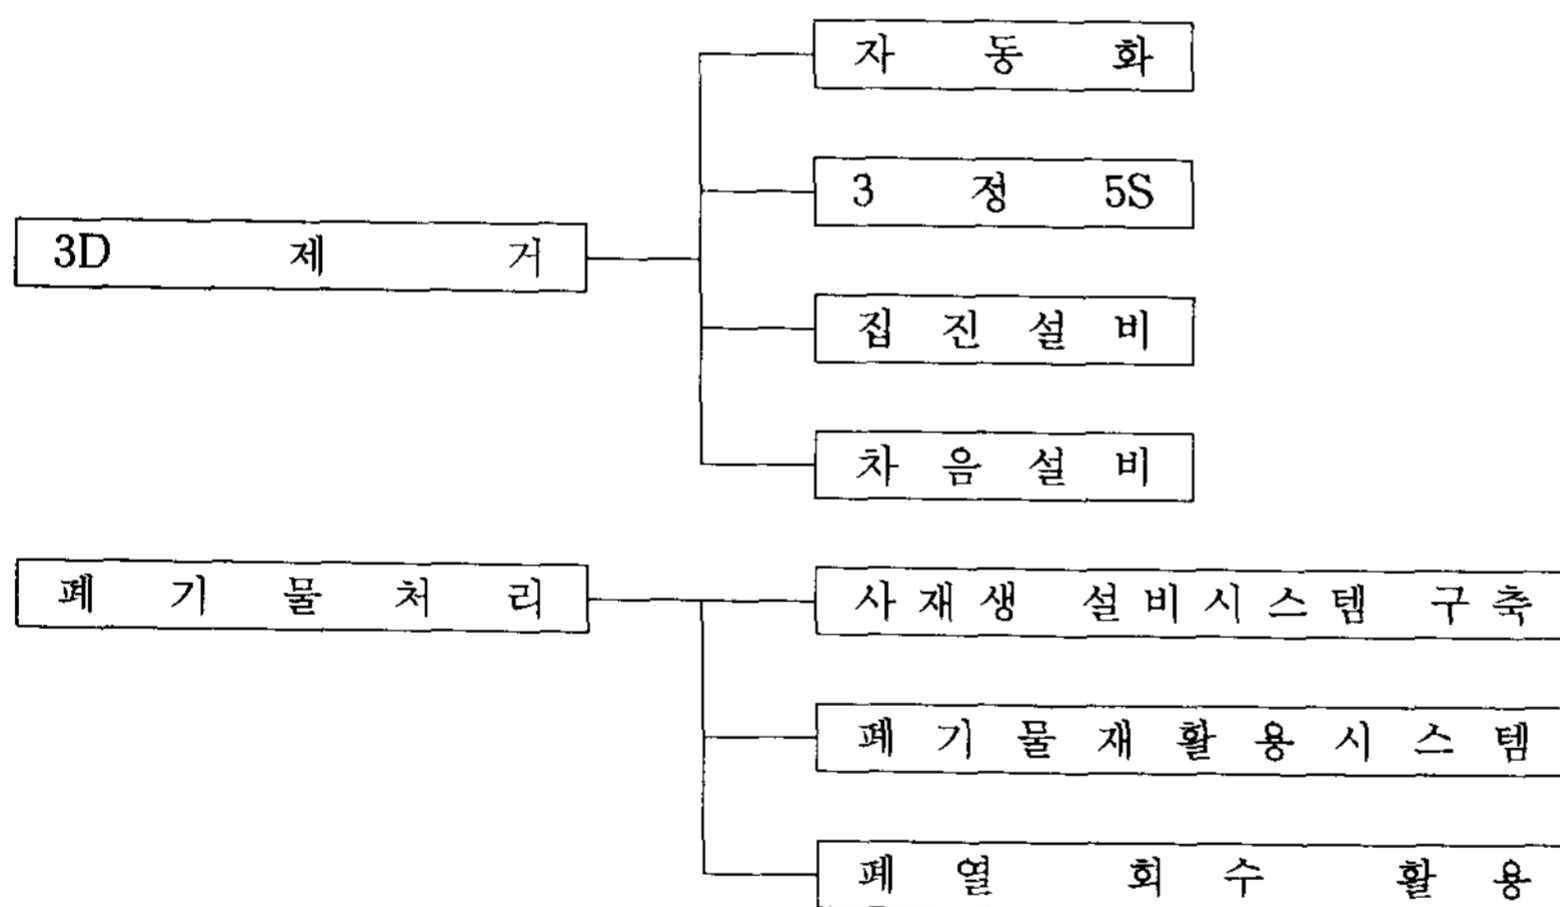 자동화
3정 5S
3D 제거
집진설비
차음설비
폐기물처리
사재생 설비시스템 구축
폐기물재활용시스템
폐열 회수 활용